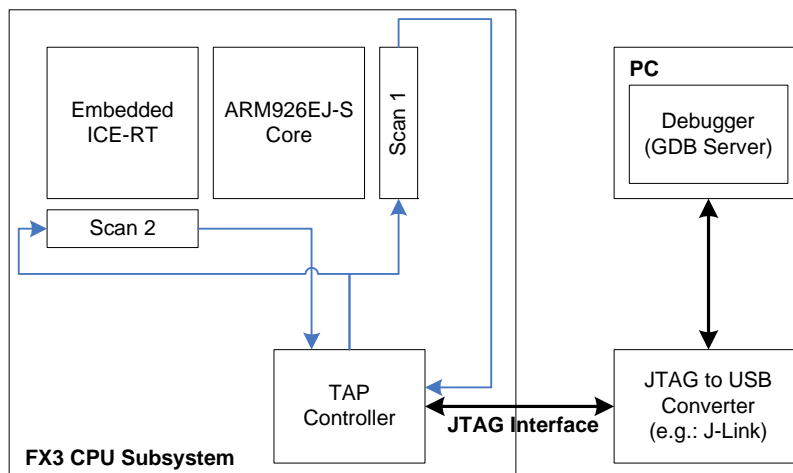 Embedded
ICE-RT
ARM926EJ-S
Core
Scan 1
Scan 2
TAP
Controller
FX3 CPU Subsystem
JTAG Interface
PC
Debugger
(GDB Server)
JTAG to USB
Converter
(e.g.: J-Link)